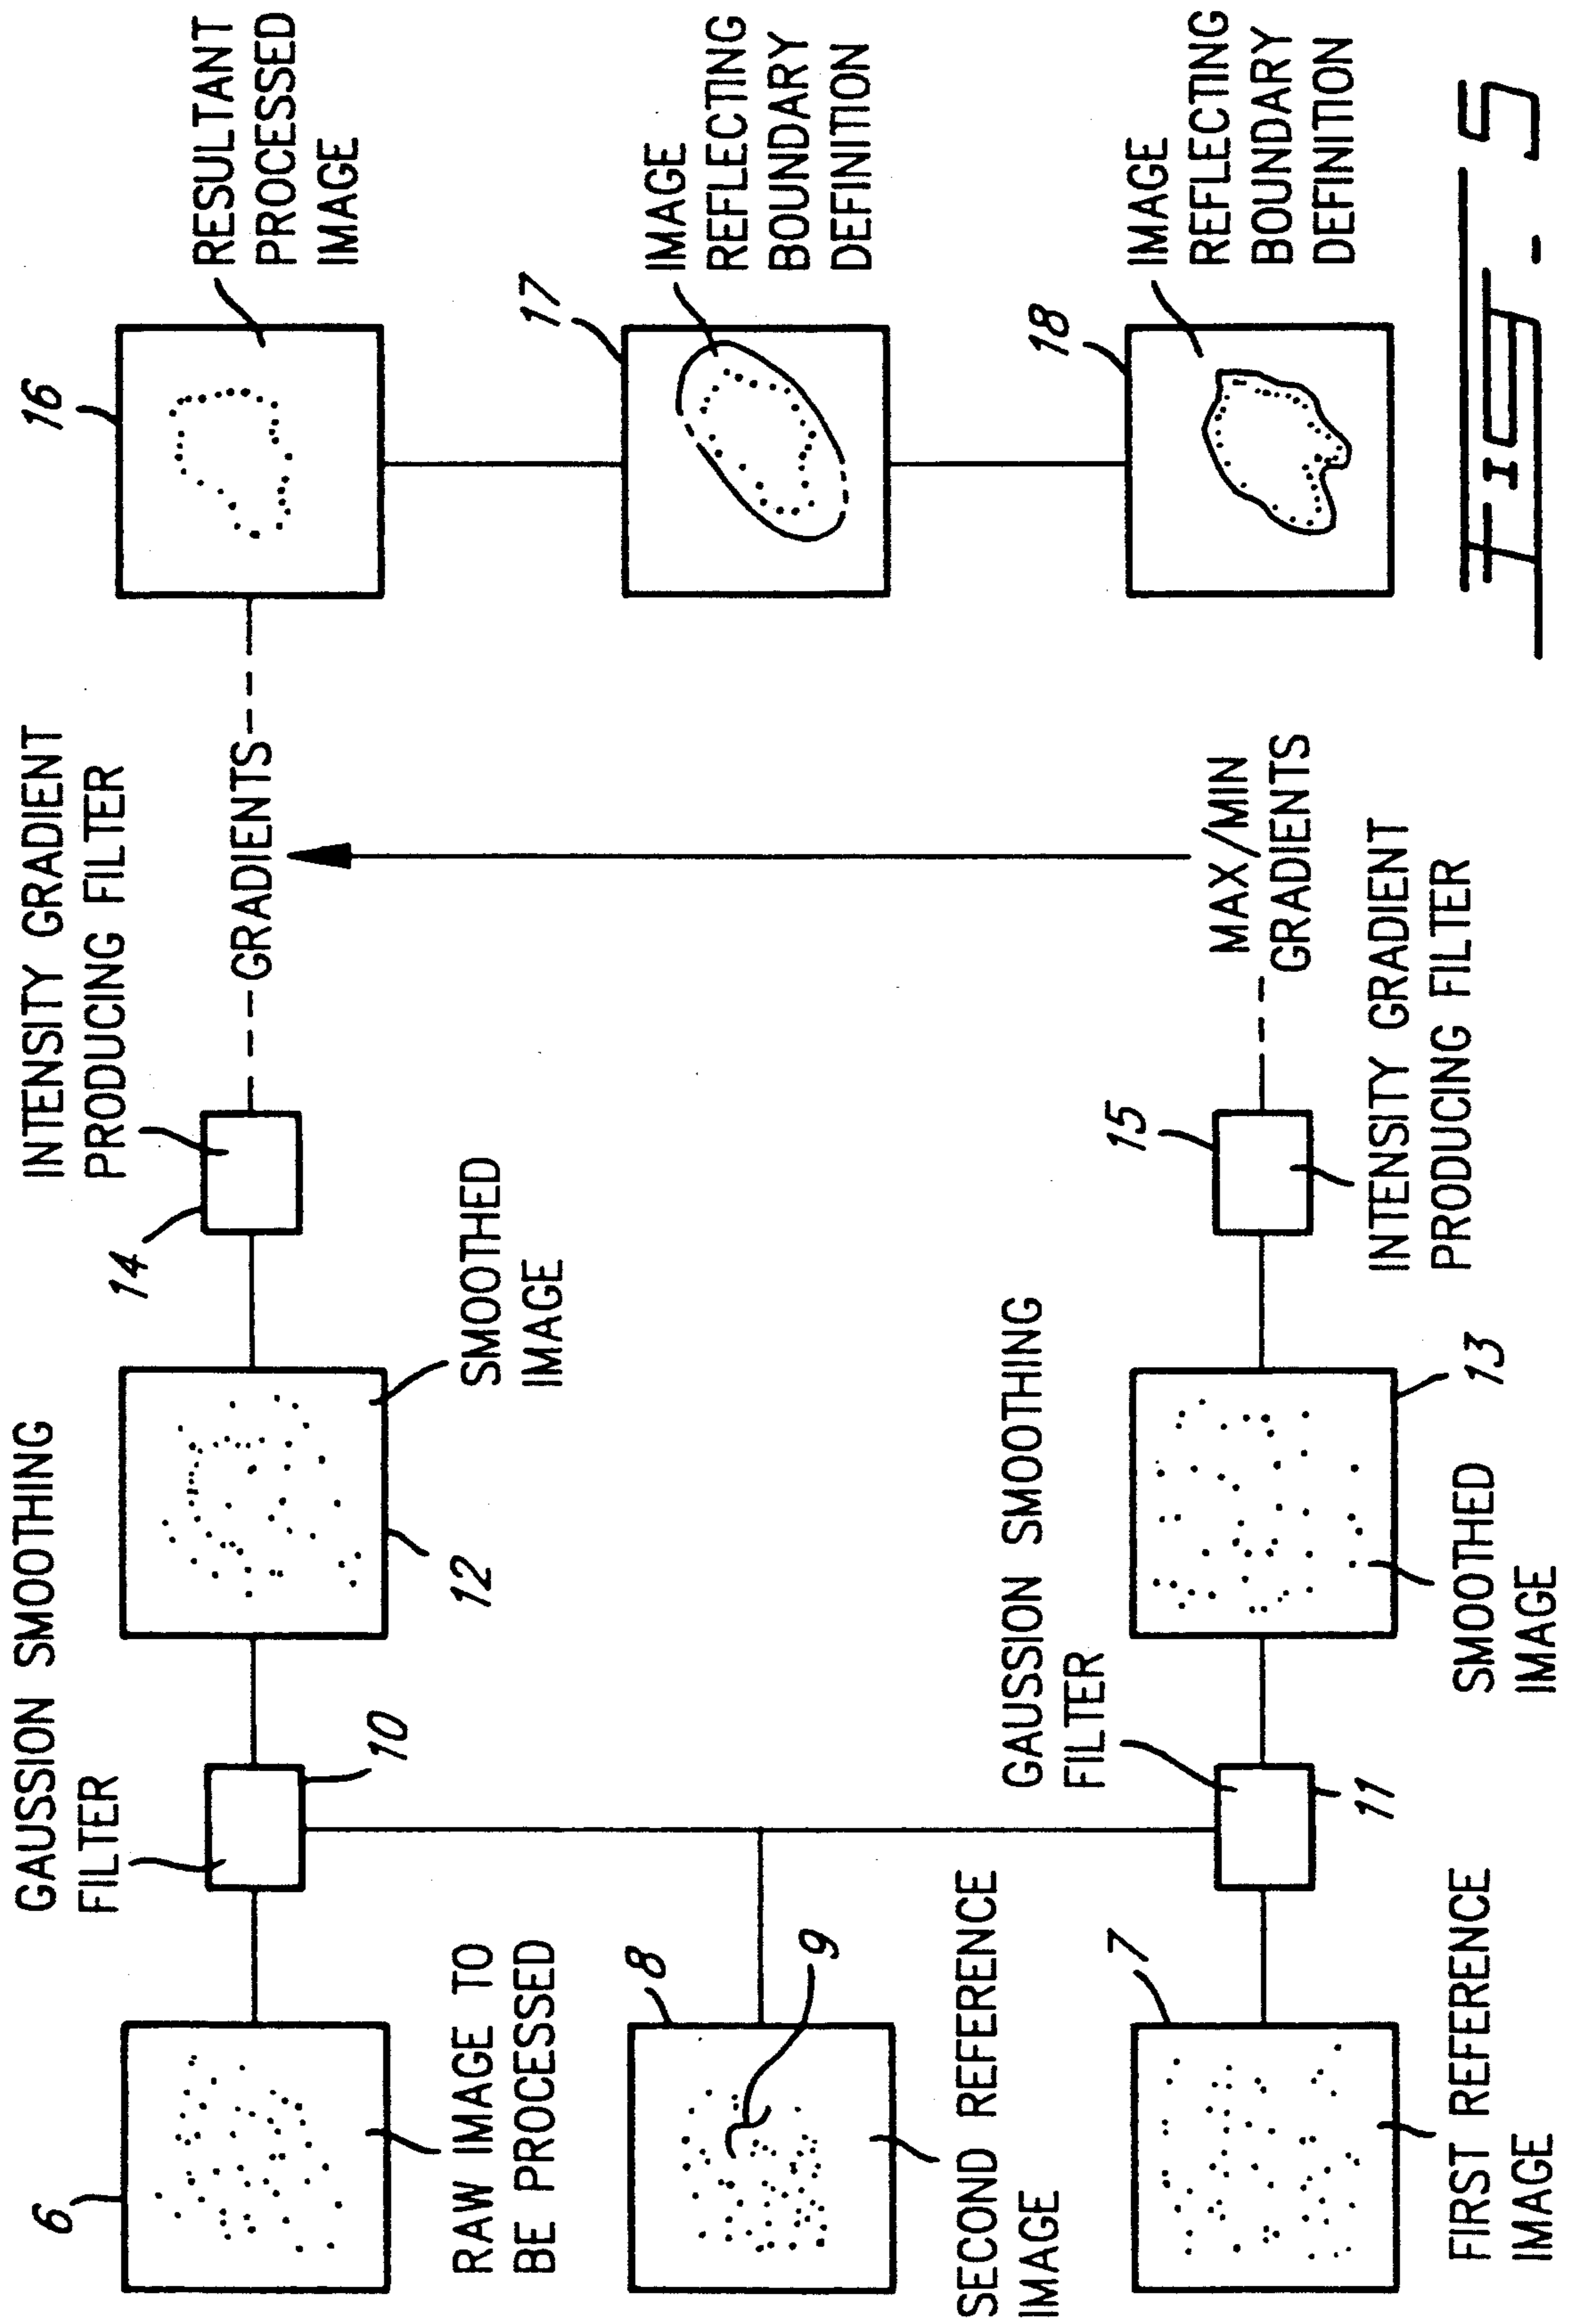 GAUSSION SMOOTHING
FILTER
INTENSITY GRADIENT
PRODUCING FILTER
6
10
12
14
GRADIENTS
16
RESULTANT
PROCESSED
IMAGE
RAW IMAGE TO
BE PROCESSED
SMOOTHED
IMAGE
8
9
17
IMAGE
REFLECTING
BOUNDARY
DEFINITION
SECOND REFERENCE
IMAGE
GAUSSION SMOOTHING
FILTER
7
11
13
15
MAX/MIN
GRADIENTS
18
IMAGE
REFLECTING
BOUNDARY
DEFINITION
FIRST REFERENCE
IMAGE
SMOOTHED
IMAGE
INTENSITY GRADIENT
PRODUCING FILTER
FIG. 5